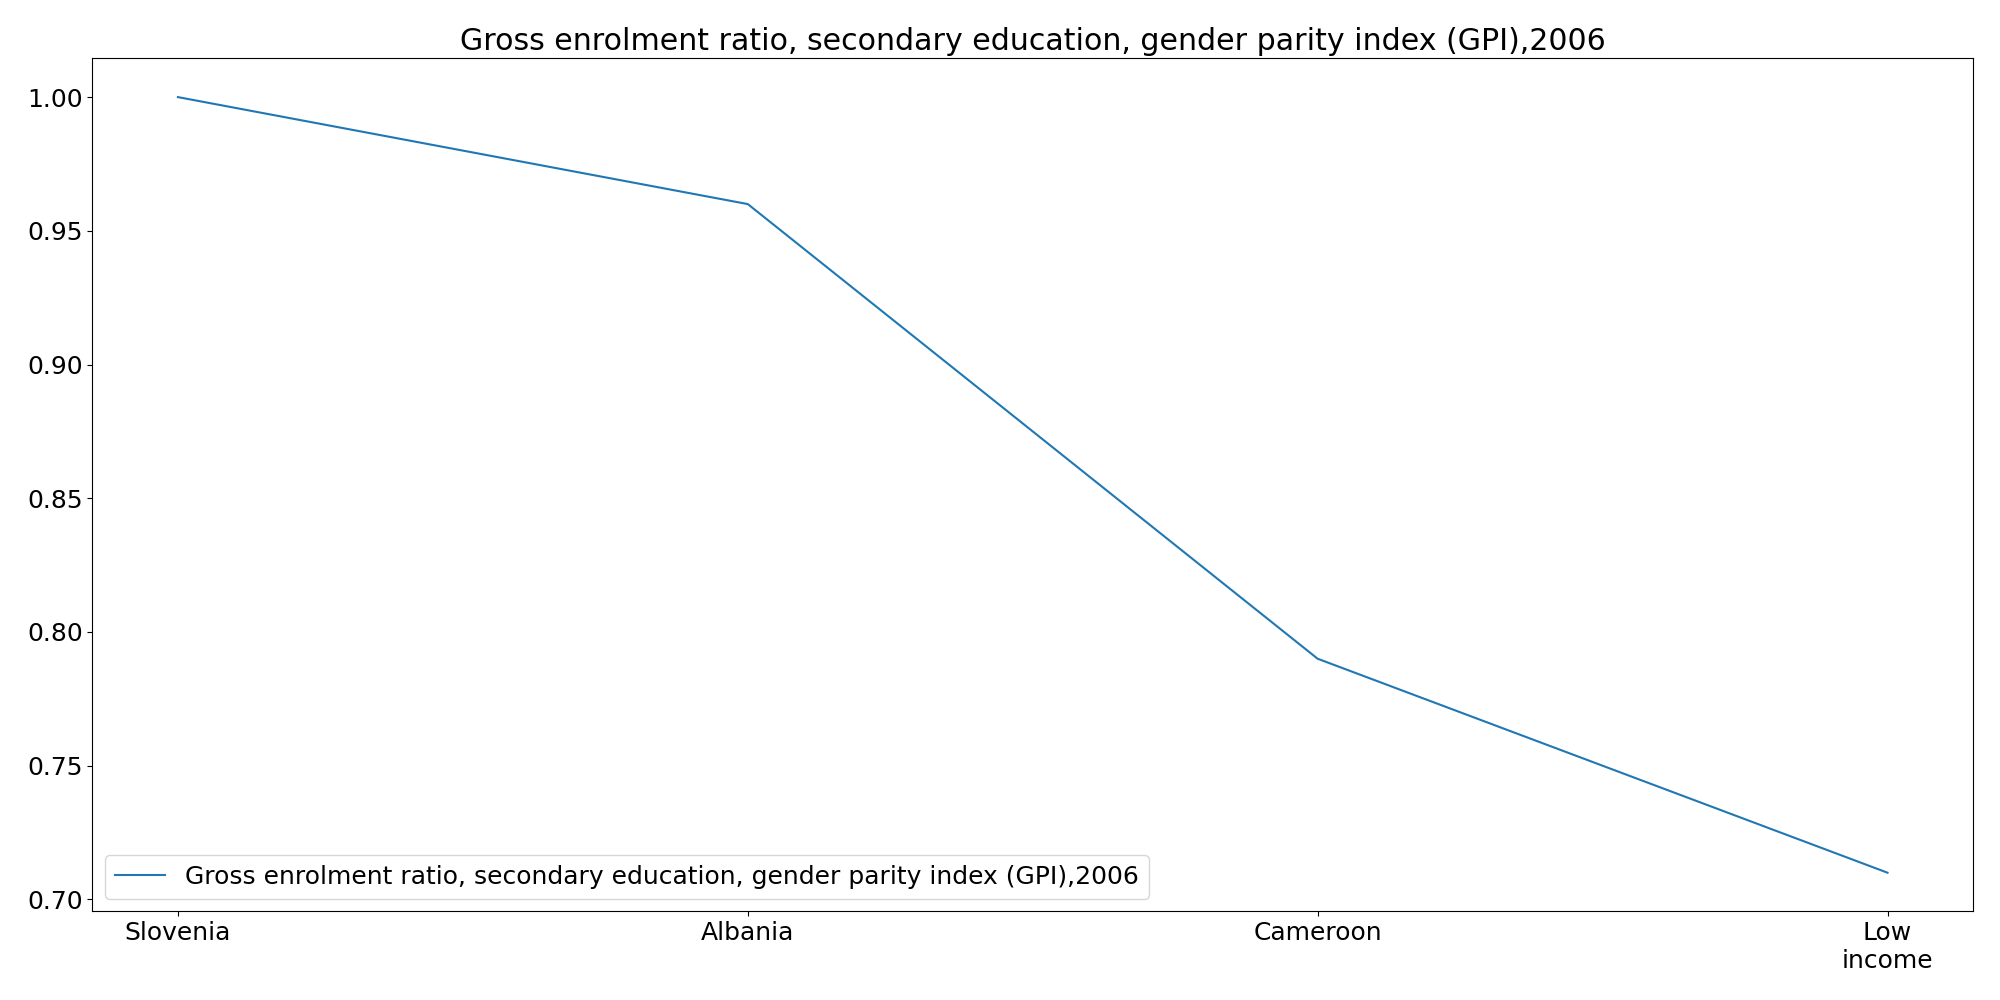 Gross enrolment ratio, secondary education, gender parity index (GPI),2006
1.00
0.95
0.90
0.85
0.80
0.75
0.70
Gross enrolment ratio, secondary education, gender parity index (GPI),2006
Slovenia
Albania
Cameroon
Low
income